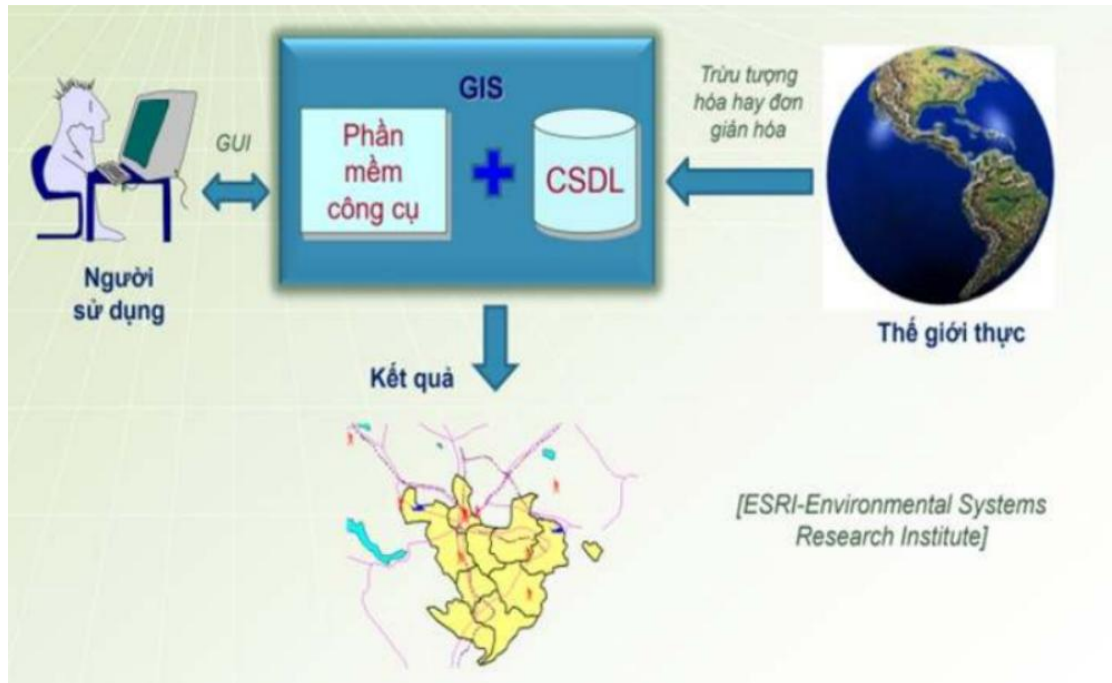 GIS
Phần
mềm
công cụ
CSDL
GUI
Người
sử dụng
Trừu tượng
hóa hay đơn
giản hóa
Thế giới thực
Kết quả
[ESRI-Environmental Systems
Research Institute]